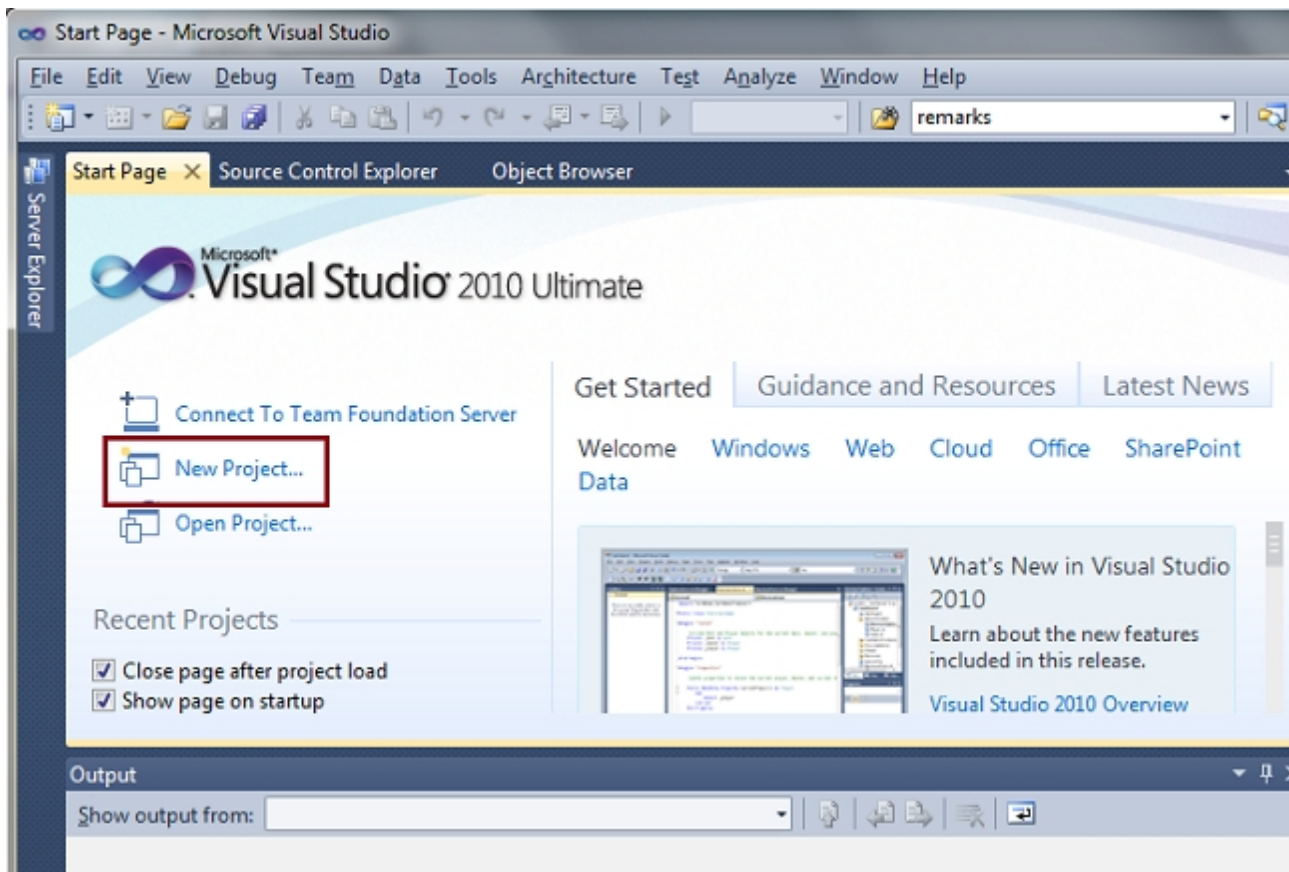 Start Page - Microsoft Visual Studio
File Edit View Debug Team Data Tools Architecture Test Analyze Window Help
remarks
Server Explorer
Start Page Source Control Explorer Object Browser
Microsoft
Visual Studio 2010 Ultimate
Connect To Team Foundation Server
New Project...
Open Project...
Recent Projects
Close page after project load
Show page on startup
Get Started Guidance and Resources Latest News
Welcome Windows Web Cloud Office SharePoint
Data
What's New in Visual Studio
2010
Learn about the new features
included in this release.
Visual Studio 2010 Overview
Output
Show output from: